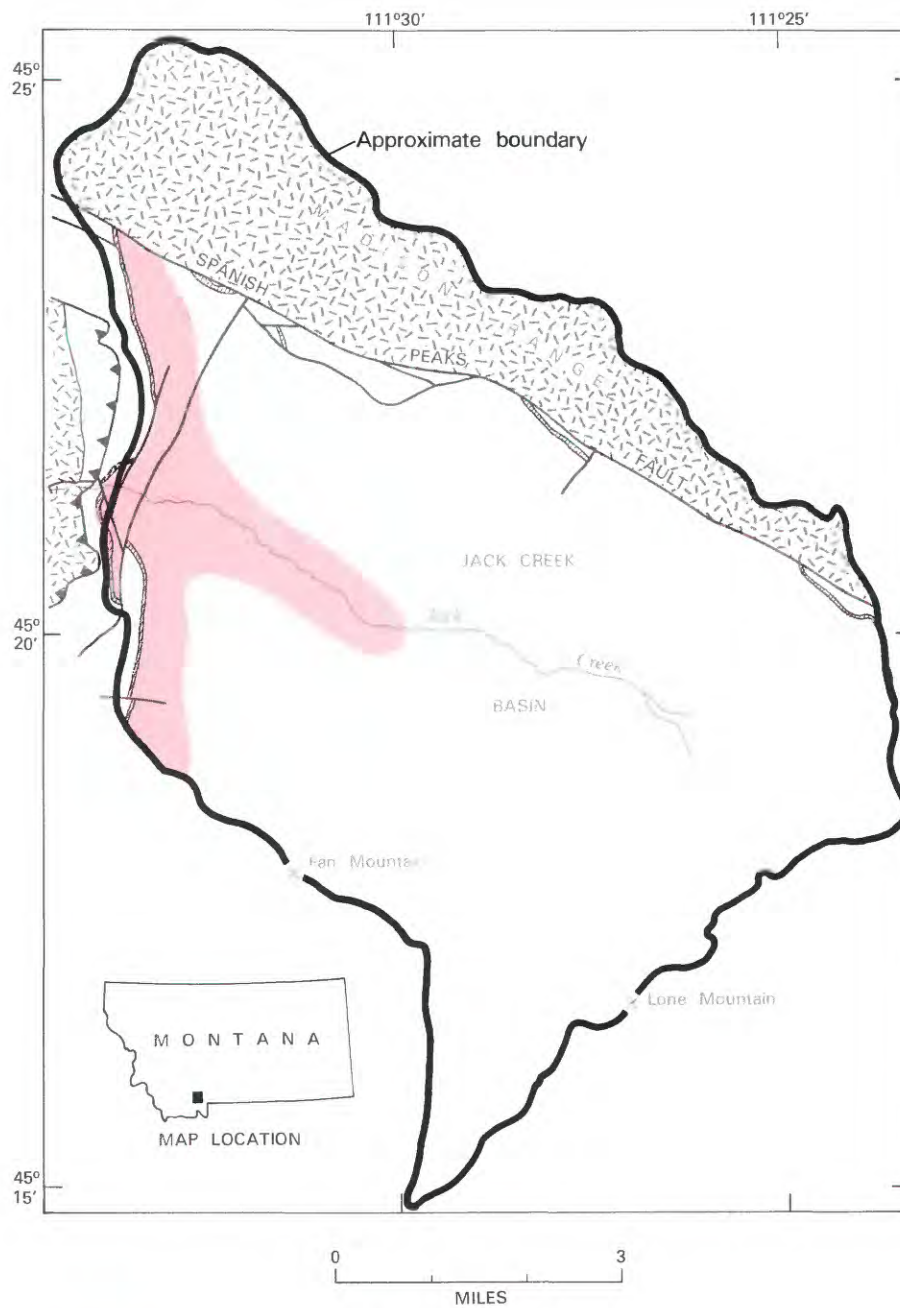 111°30′ 111°25′
45°
25′
Approximate boundary
MADISON RANGE
SPANISH
PEAKS
FAULT
JACK CREEK
45°
20′
Jack
Creek
BASIN
Fan Mountain
Lone Mountain
MONTANA
MAP LOCATION
45°
15′
0 3
MILES